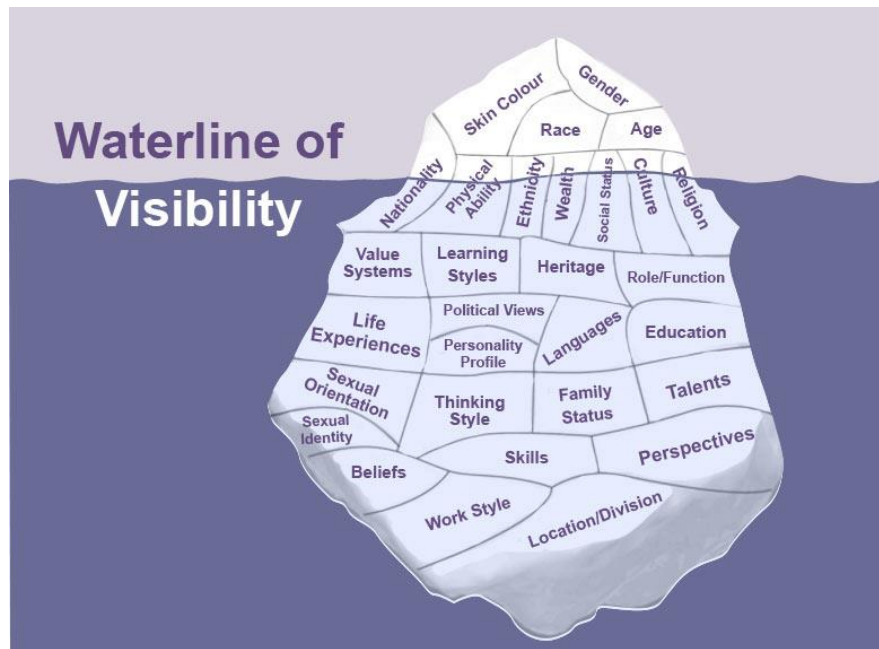 Waterline of
Visibility
Skin Colour
Gender
Race
Age
Nationality
Physical
Ability
Ethnicity
Wealth
Social Status
Culture
Religion
Value
Systems
Learning
Styles
Heritage
Role/Function
Life
Experiences
Political Views
Personality
Profile
Languages
Education
Sexual
Orientation
Sexual
Identity
Thinking
Style
Family
Status
Talents
Beliefs
Skills
Perspectives
Work Style
Location/Division